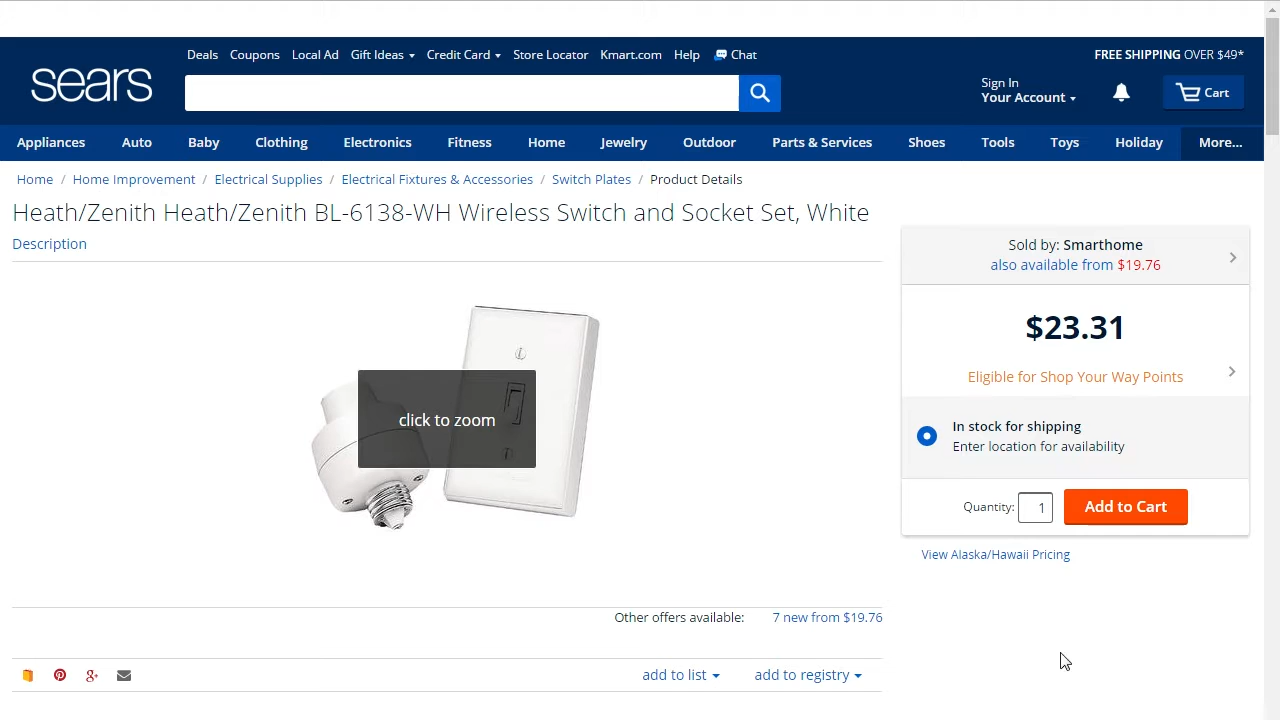 Deals Coupons Local Ad Gift Ideas Credit Card Store Locator Kmart.com Help Chat
FREE SHIPPING OVER $49*
sears
Sign In
Your Account
Cart
Appliances Auto Baby Clothing Electronics Fitness Home Jewelry Outdoor Parts & Services Shoes Tools Toys Holiday More...
Home / Home Improvement / Electrical Supplies / Electrical Fixtures & Accessories / Switch Plates / Product Details
Heath/Zenith Heath/Zenith BL-6138-WH Wireless Switch and Socket Set, White
Description
click to zoom
Sold by: Smarthome
also available from $19.76
$23.31
Eligible for Shop Your Way Points
In stock for shipping
Enter location for availability
Quantity: 1 Add to Cart
View Alaska/Hawaii Pricing
Other offers available: 7 new from $19.76
add to list add to registry